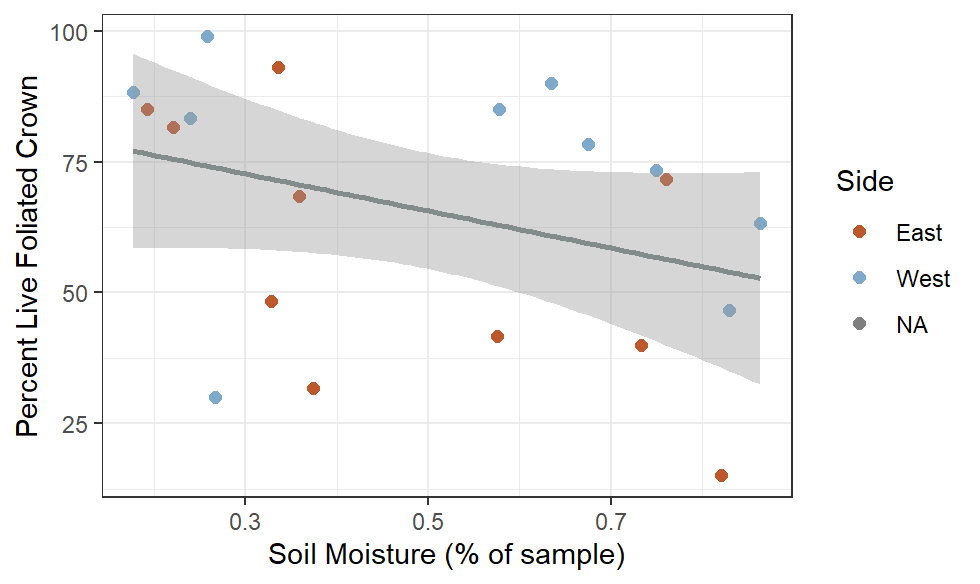 Percent Live Foliated Crown
100
75
50
25
0.3
0.5
0.7
Soil Moisture (% of sample)
Side
East
West
NA